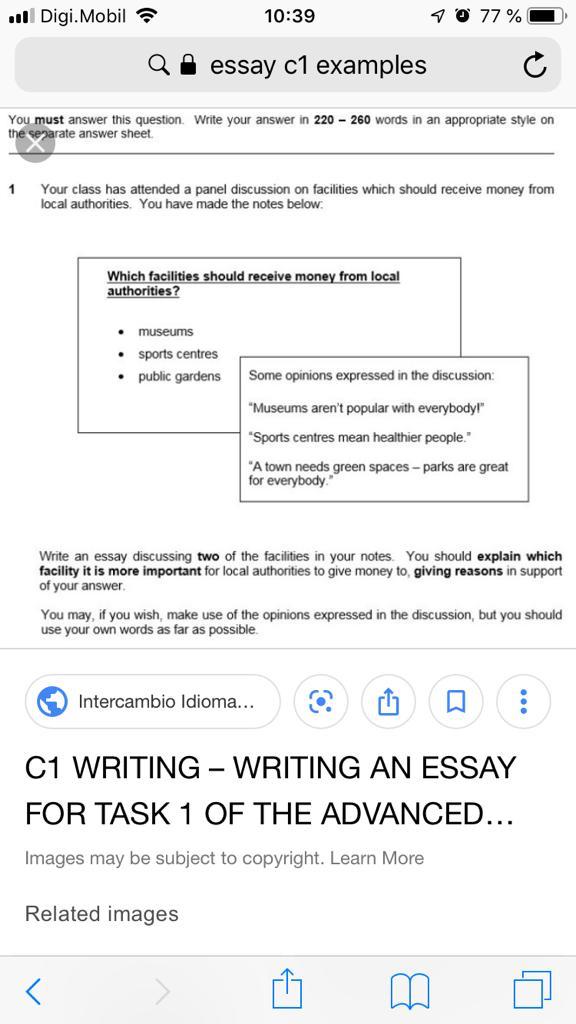 Digi.Mobil 10:39 77 %
essay c1 examples
You must answer this question. Write your answer in 220 – 260 words in an appropriate style on
the separate answer sheet.
1 Your class has attended a panel discussion on facilities which should receive money from
local authorities. You have made the notes below:
Which facilities should receive money from local
authorities?
• museums
• sports centres
• public gardens
Some opinions expressed in the discussion:
"Museums aren't popular with everybody!"
"Sports centres mean healthier people."
"A town needs green spaces – parks are great
for everybody."
Write an essay discussing two of the facilities in your notes. You should explain which
facility it is more important for local authorities to give money to, giving reasons in support
of your answer.
You may, if you wish, make use of the opinions expressed in the discussion, but you should
use your own words as far as possible.
Intercambio Idioma...
C1 WRITING – WRITING AN ESSAY
FOR TASK 1 OF THE ADVANCED...
Images may be subject to copyright. Learn More
Related images